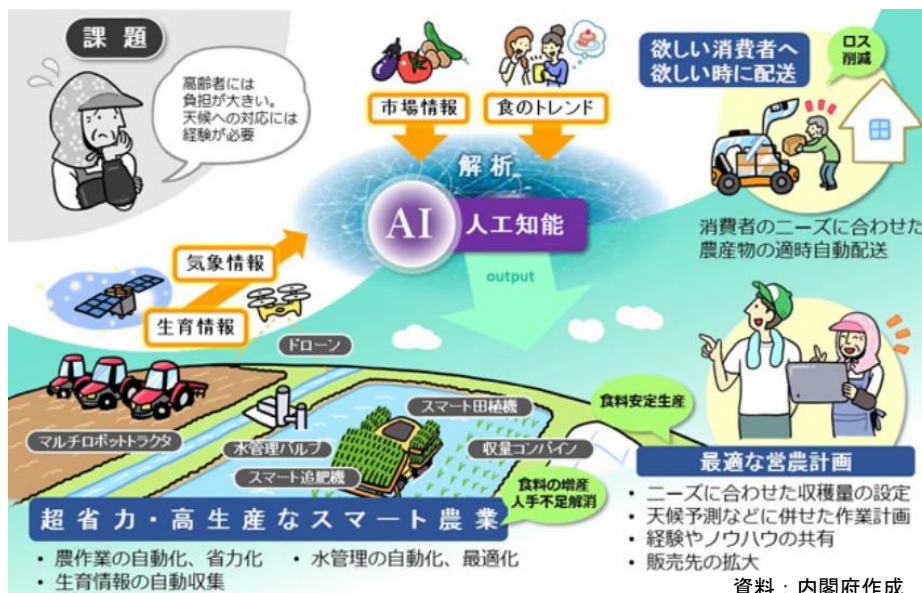 課題
高齢者には
負担が大きい。
天候への対応には
経験が必要
市場情報
食のトレンド
解析
AI 人工知能
output
気象情報
生育情報
欲しい消費者へ
欲しい時に配送
ロス
削減
消費者のニーズに合わせた
農産物の適時自動配送
ドローン
マルチロボットトラクタ
水管理バルブ
スマート追肥機
スマート田植機
収量コンバイン
食料の増産
人手不足解消
超省力・高生産なスマート農業
• 農作業の自動化、省力化
• 水管理の自動化、最適化
• 生育情報の自動収集
食料安定生産
最適な営農計画
• ニーズに合わせた収穫量の設定
• 天候予測などに併せた作業計画
• 経験やノウハウの共有
• 販売先の拡大
資料：内閣府作成